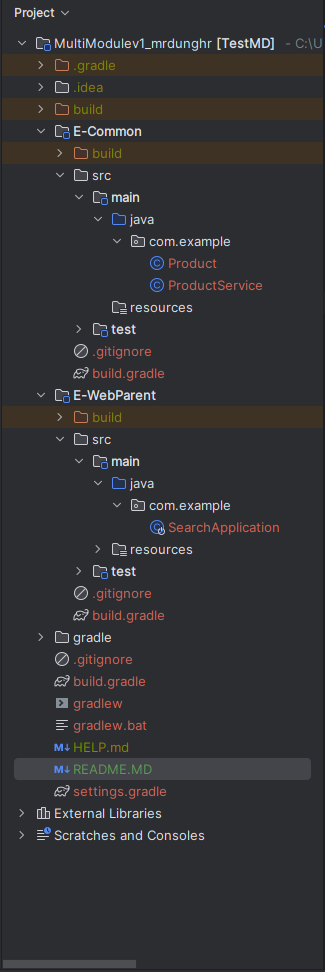 Project
MultiModulev1_mrdunghr [TestMD] - C:\U
.gradle
.idea
build
E-Common
build
src
main
java
com.example
Product
ProductService
resources
test
.gitignore
build.gradle
E-WebParent
build
src
main
java
com.example
SearchApplication
resources
test
.gitignore
build.gradle
gradle
.gitignore
build.gradle
gradlew
gradlew.bat
HELP.md
README.MD
settings.gradle
External Libraries
Scratches and Consoles